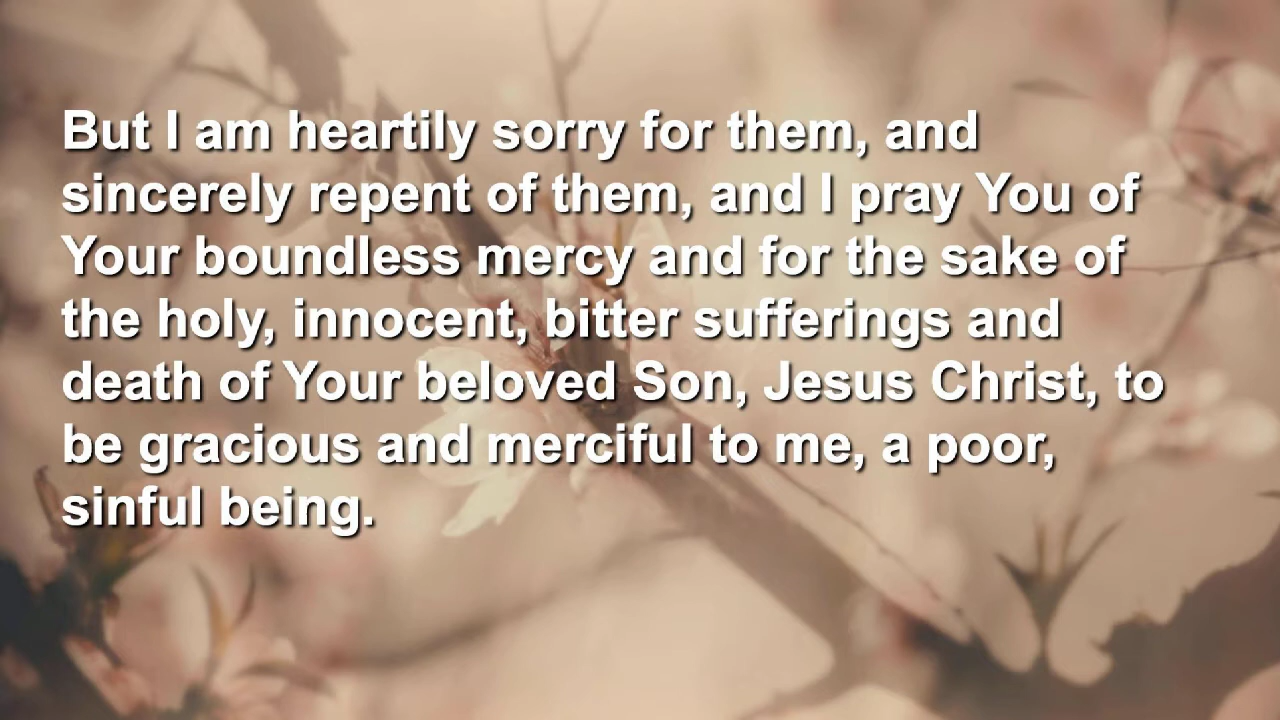 But I am heartily sorry for them, and
sincerely repent of them, and I pray You of
Your boundless mercy and for the sake of
the holy, innocent, bitter sufferings and
death of Your beloved Son, Jesus Christ, to
be gracious and merciful to me, a poor,
sinful being.